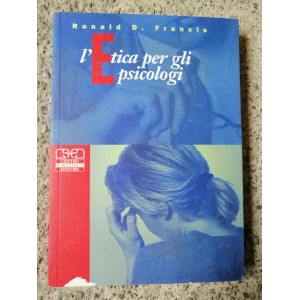 Ronald D. Francis
l'Etica per gli
psicologi